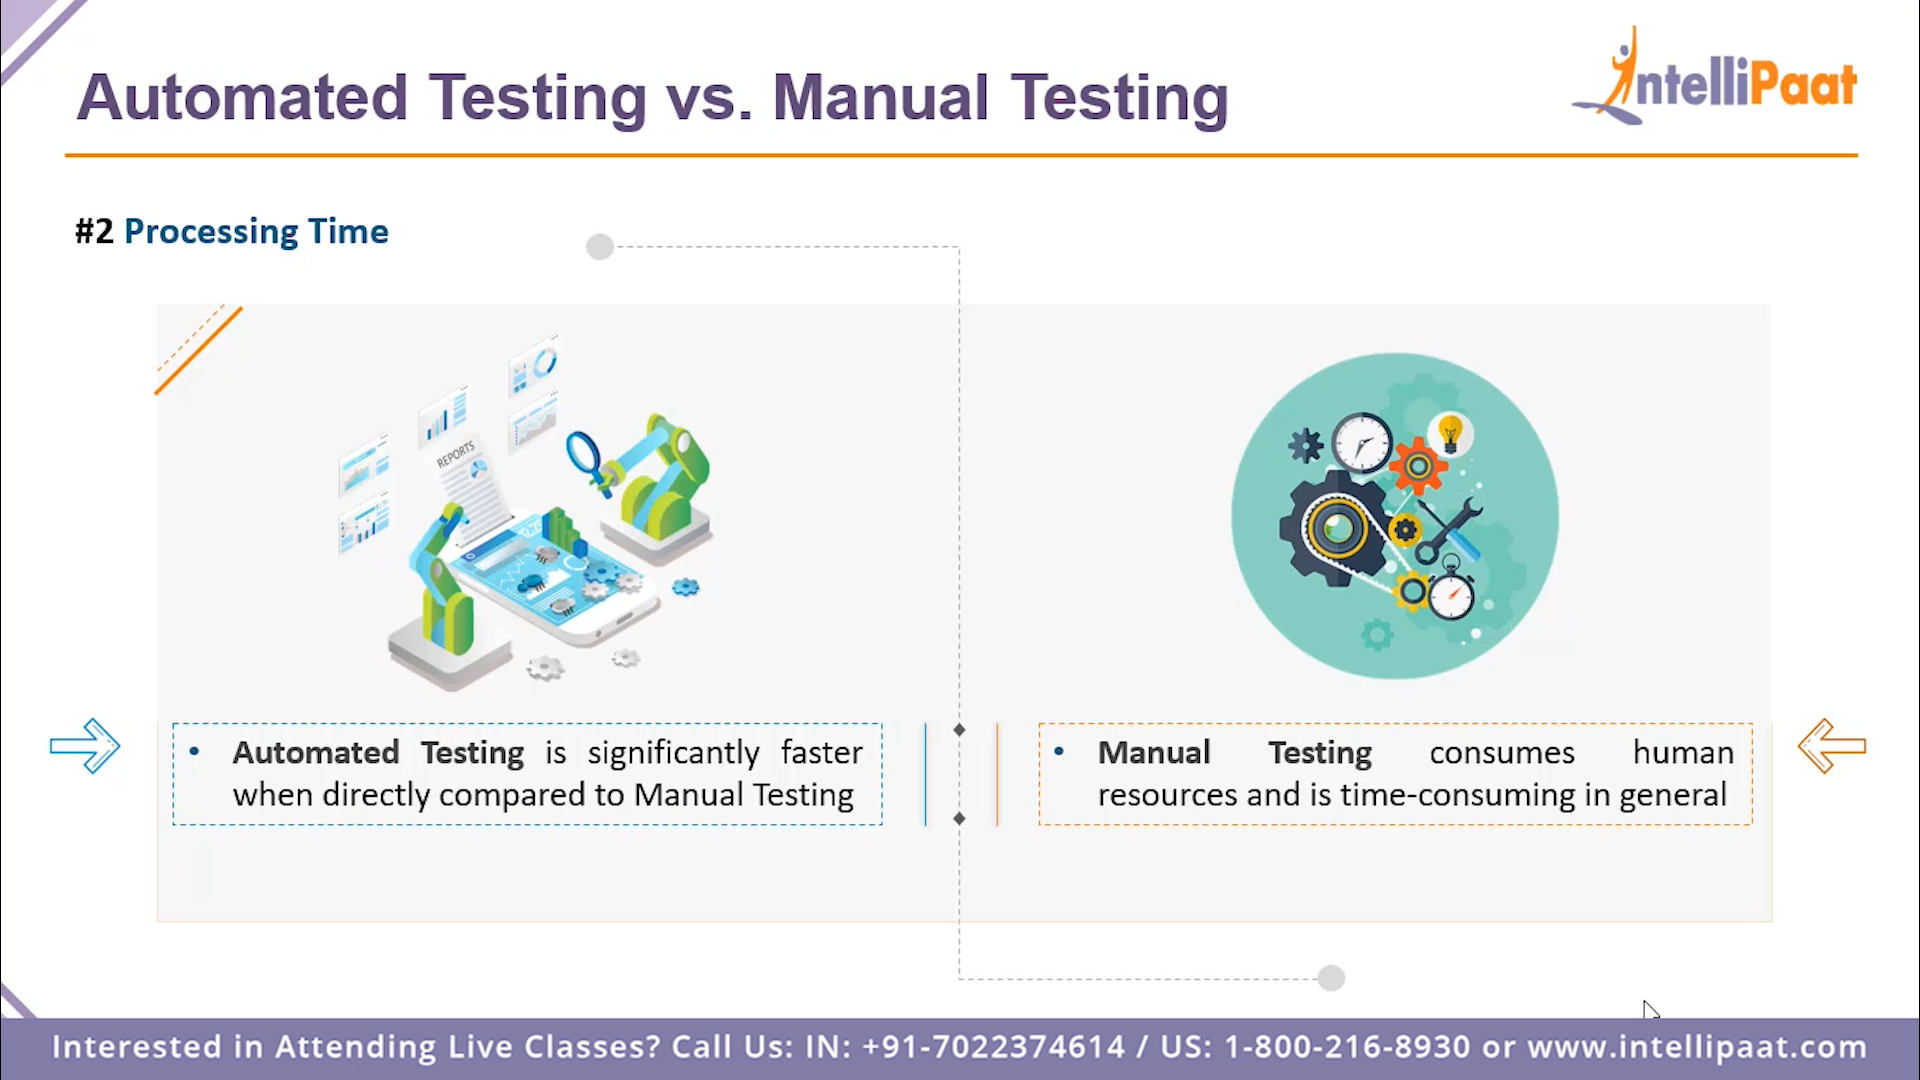 Automated Testing vs. Manual Testing
IntelliPaat
#2 Processing Time
REPORTS
• Automated Testing is significantly faster
when directly compared to Manual Testing
• Manual Testing consumes human
resources and is time-consuming in general
Interested in Attending Live Classes? Call Us: IN: +91-7022374614 / US: 1-800-216-8930 or www.intellipaat.com